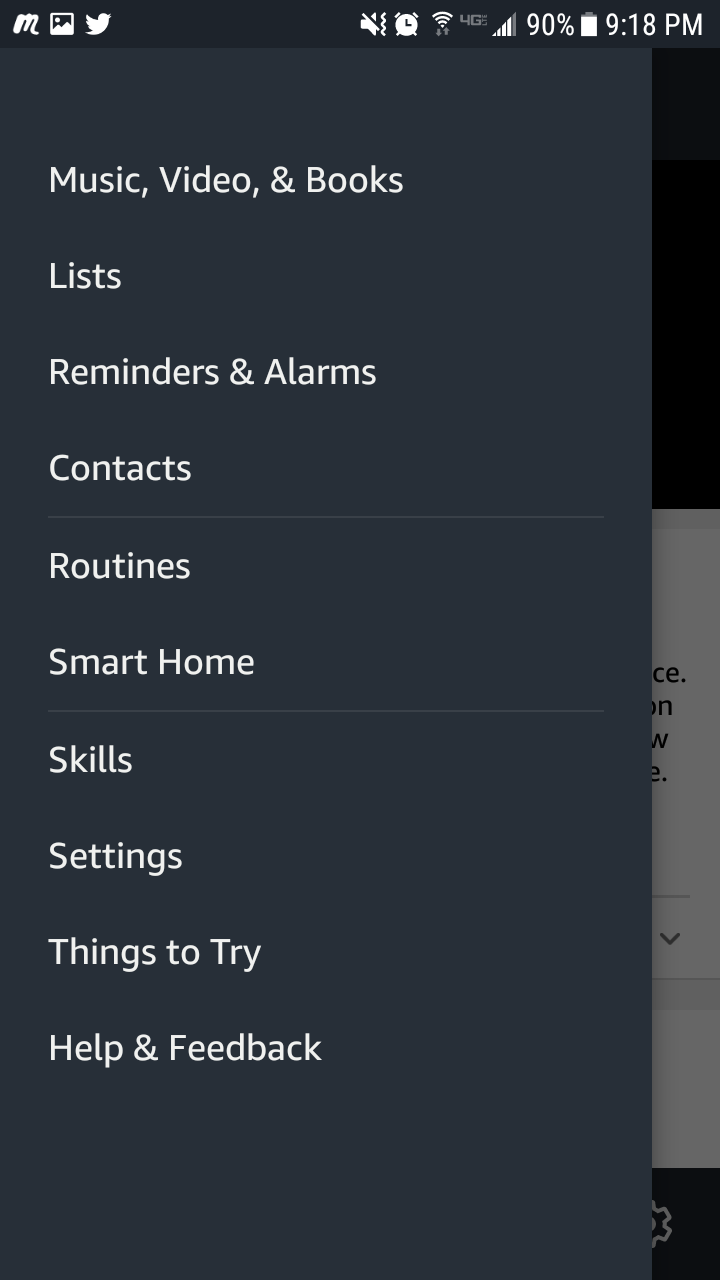 90% 9:18 PM
Music, Video, & Books
Lists
Reminders & Alarms
Contacts
Routines
Smart Home
ce.
on
w
e.
Skills
Settings
Things to Try
Help & Feedback